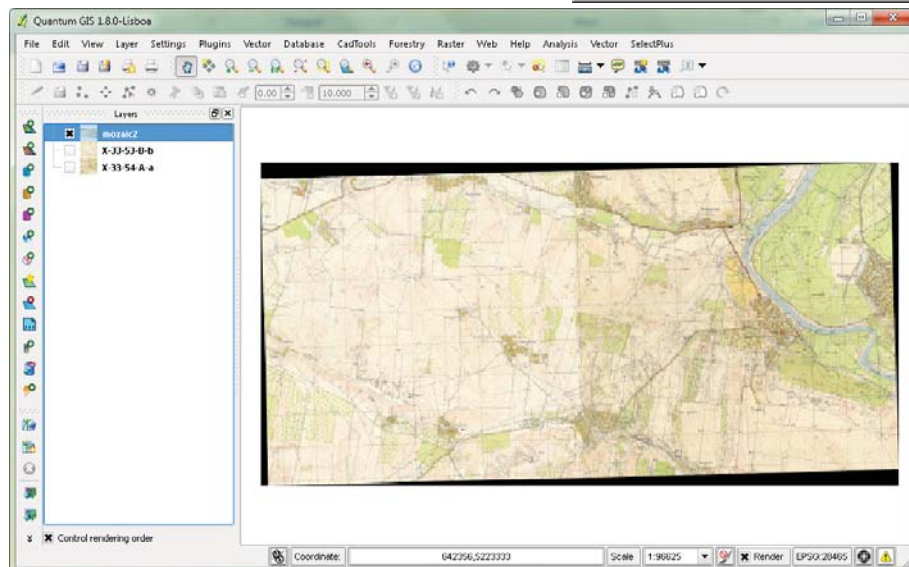 Quantum GIS 1.8.0-Lisboa
File Edit View Layer Settings Plugins Vector Database CadTools Forestry Raster Web Help Analysis Vector SelectPlus
0.00 10.000
Layers
mozaic2
X-33-53-B-b
X-33-54-A-a
Control rendering order
Coordinate: 642356,5223333 Scale 1:96625 Render EPSG:28465